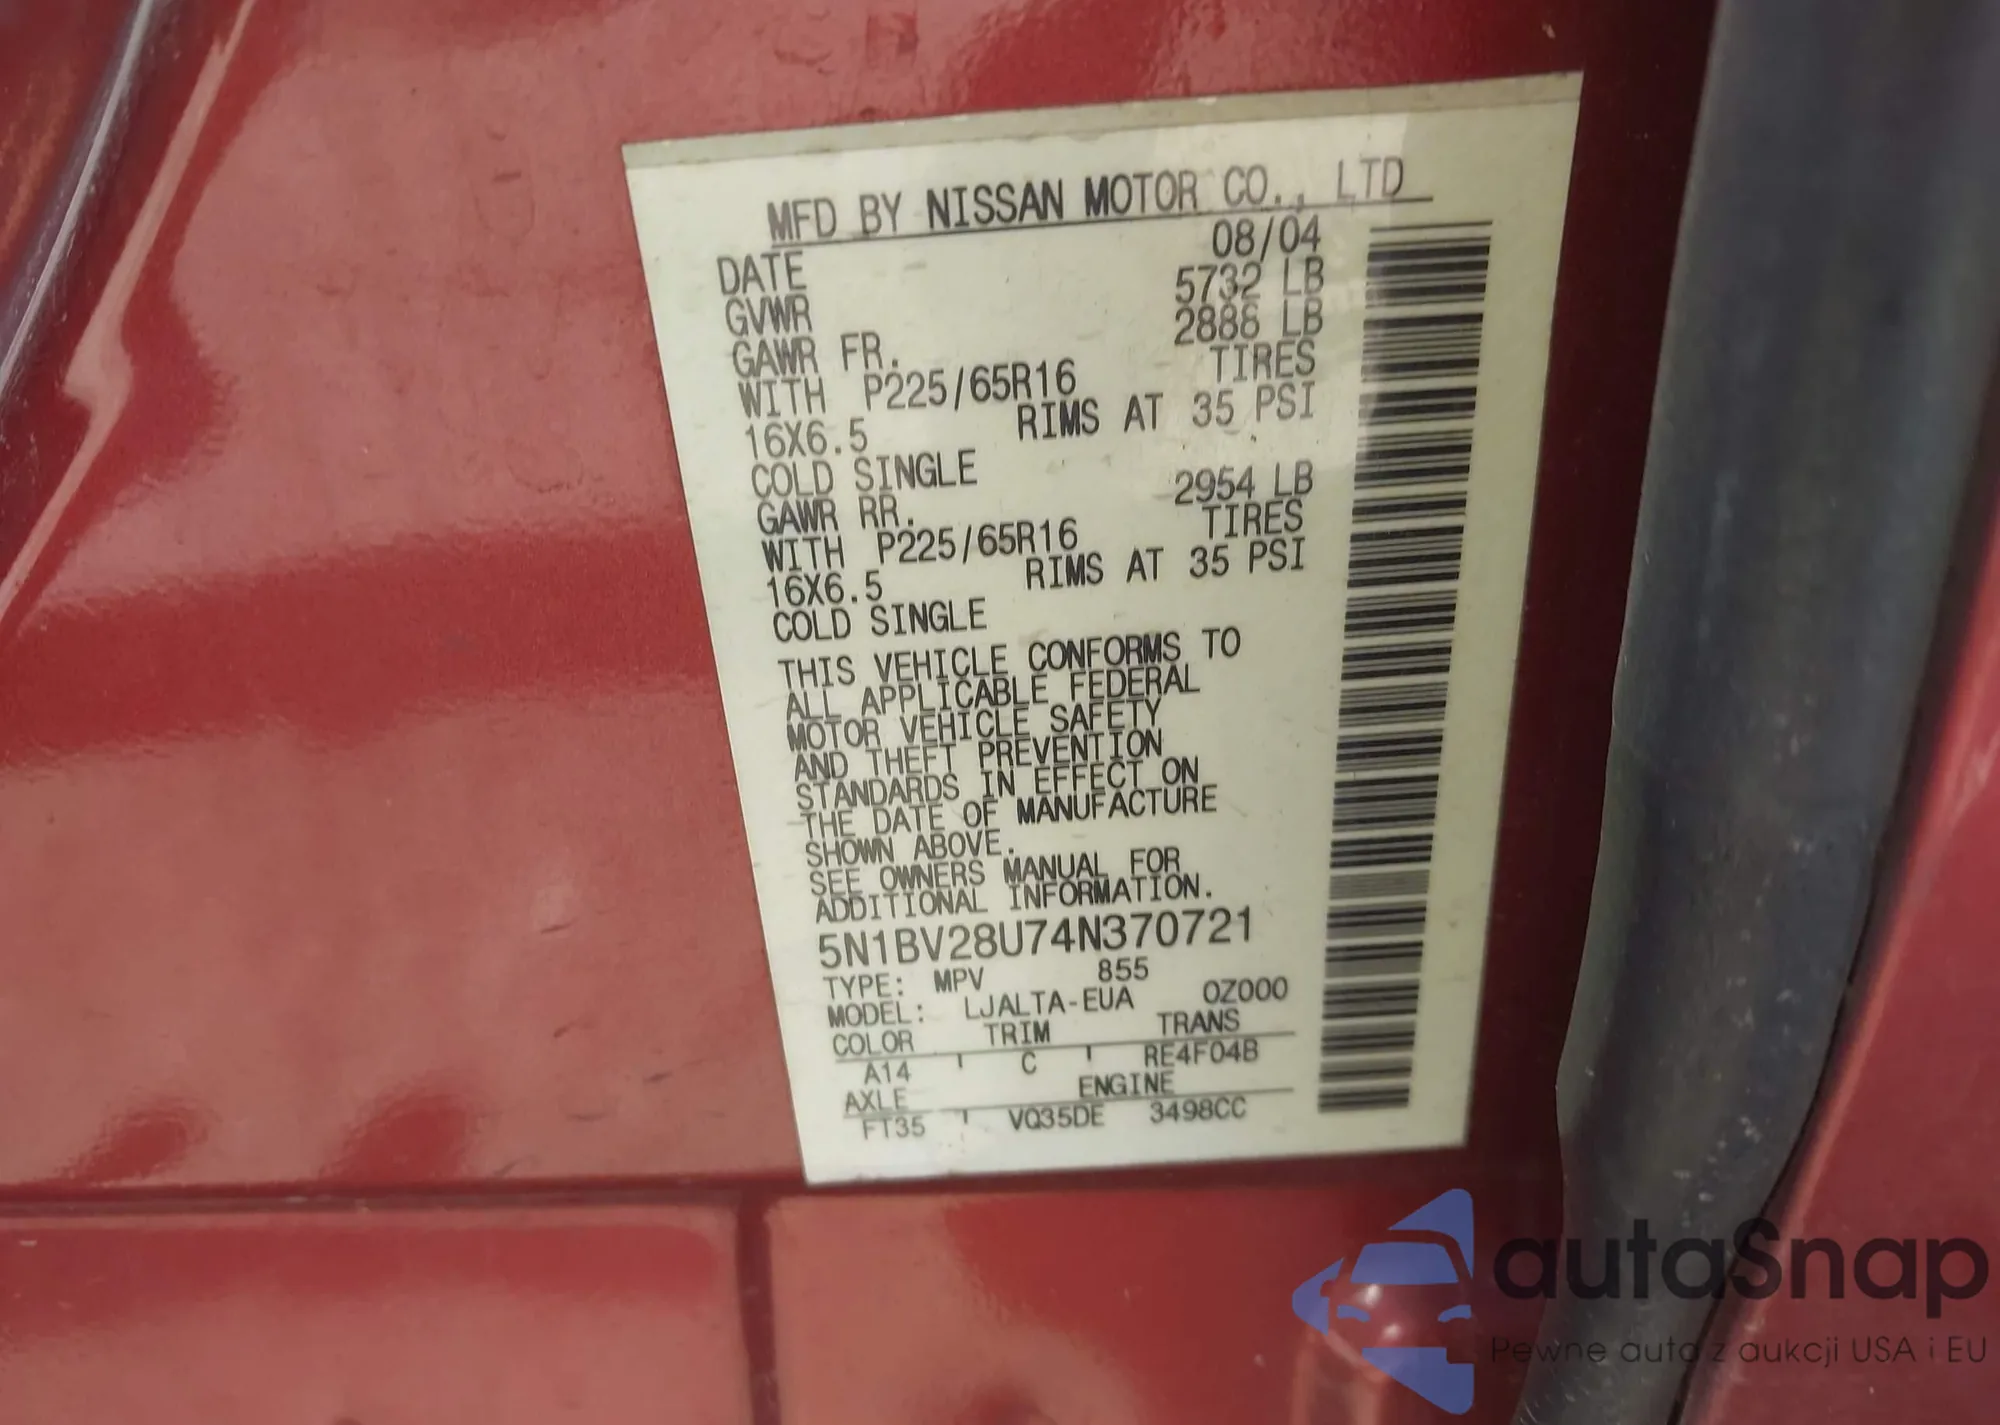 MFD BY NISSAN MOTOR CO., LTD
DATE 08/04
GVWR 5732 LB
GAWR FR. 2886 LB
WITH P225/65R16 TIRES
16X6.5 RIMS AT 35 PSI
COLD SINGLE
GAWR RR. 2954 LB
WITH P225/65R16 TIRES
16X6.5 RIMS AT 35 PSI
COLD SINGLE
THIS VEHICLE CONFORMS TO
ALL APPLICABLE FEDERAL
MOTOR VEHICLE SAFETY
AND THEFT PREVENTION
STANDARDS IN EFFECT ON
THE DATE OF MANUFACTURE
SHOWN ABOVE.
SEE OWNERS MANUAL FOR
ADDITIONAL INFORMATION.
5N1BV28U74N370721
TYPE: MPV 855
MODEL: LJALTA-EUA 0Z000
COLOR TRIM TRANS
A14 C RE4F04B
AXLE ENGINE
FT35 VQ35DE 3498CC
autaSnap
Pewne auta z aukcji USA i EU